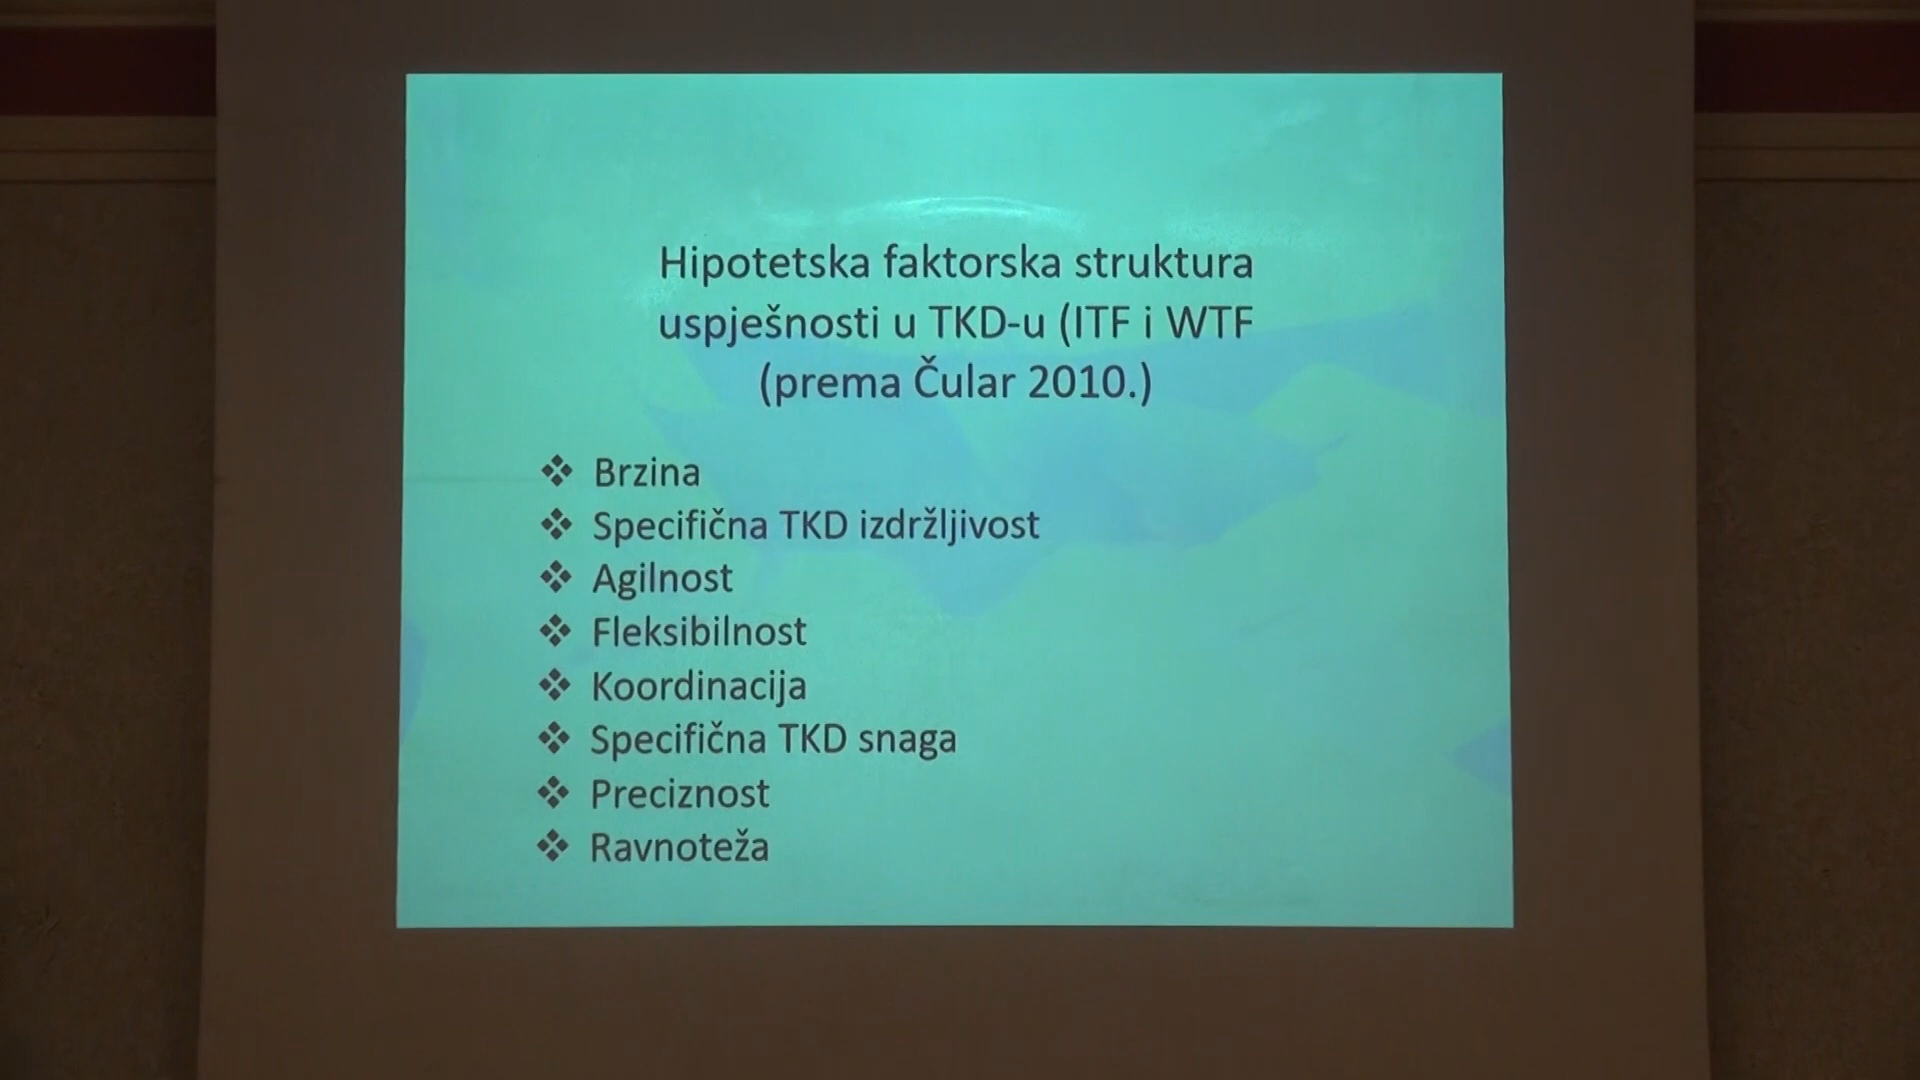 Hipotetska faktorska struktura
uspješnosti u TKD-u (ITF i WTF
(prema Čular 2010.)
❖ Brzina
❖ Specifična TKD izdržljivost
❖ Agilnost
❖ Fleksibilnost
❖ Koordinacija
❖ Specifična TKD snaga
❖ Preciznost
❖ Ravnoteža